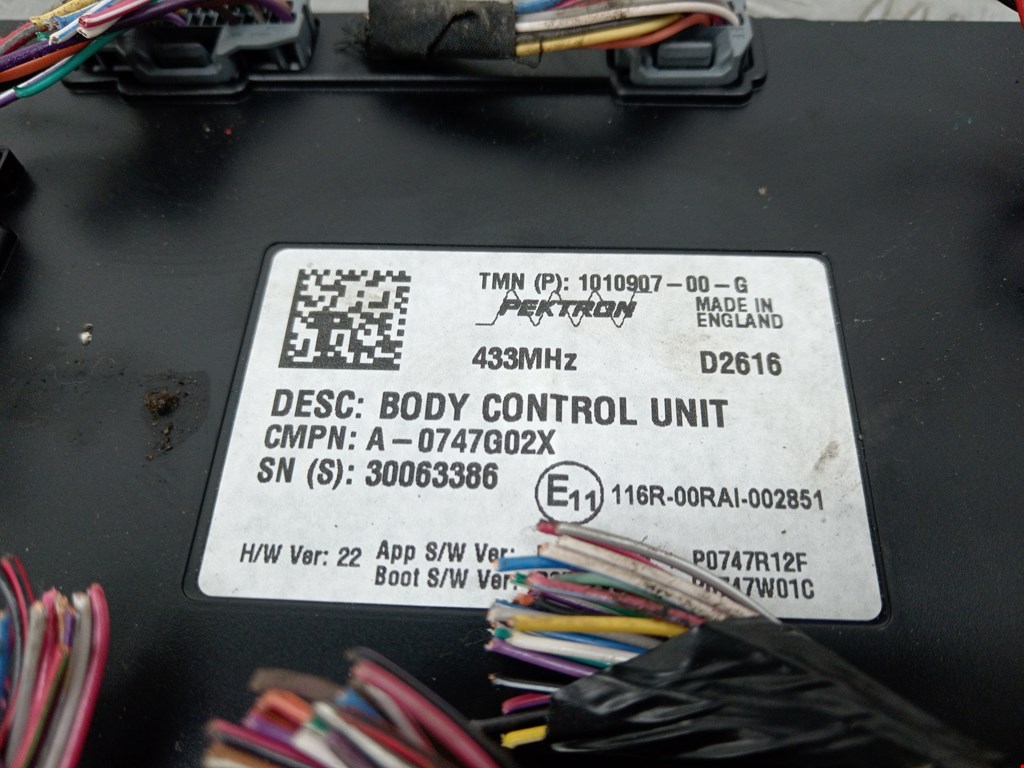 TMN (P): 1010907-00-G
PEKTRON
MADE IN
ENGLAND
433MHz
D2616
DESC: BODY CONTROL UNIT
CMPN: A-0747G02X
SN (S): 30063386
E11 116R-00RAI-002851
H/W Ver: 22
App S/W Ver: P0747R12F
Boot S/W Ver: